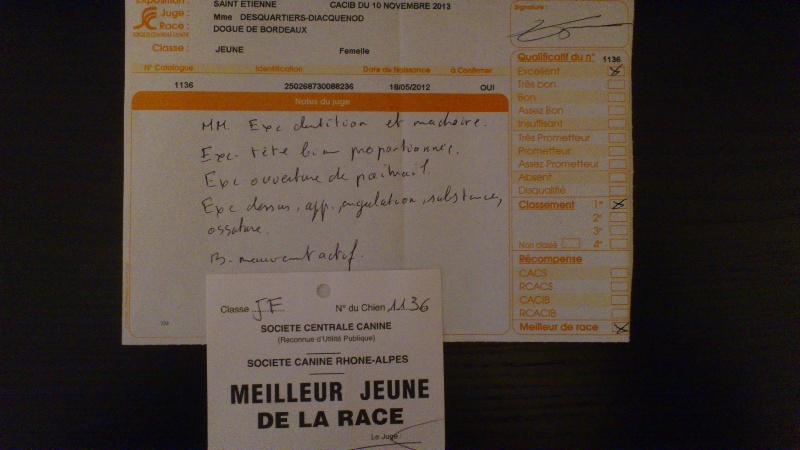 Exposition : SAINT ETIENNE CACIB DU 10 NOVEMBRE 2013
Juge : Mme DESQUARTIERS-DIACQUENOD
Race : DOGUE DE BORDEAUX
Classe : JEUNE Femelle
N° Catalogue Identification Date de Naissance à Confirmer
1136 250268730088236 18/05/2012 OUI
Notes du juge
MM. Exc dentition et machoire.
Exc tète bien proportionnée.
Exc ouverture de poitrail.
Exc dessus, app, angulation, substance,
ossature.
B. mouvement actif.
Signature :
Qualificatif du n° 1136
Excellent
Très bon
Bon
Assez Bon
Insuffisant
Très Prometteur
Prometteur
Assez Prometteur
Absent
Disqualifié
Classement 1e
2e
3e
Non classé 4e
Récompense
CACS
RCACS
CACIB
RCACIB
Meilleur de race
Classe JF N° du Chien 1136
SOCIETE CENTRALE CANINE
(Reconnue d'Utilité Publique)
SOCIETE CANINE RHONE-ALPES
MEILLEUR JEUNE
DE LA RACE
Le Juge :